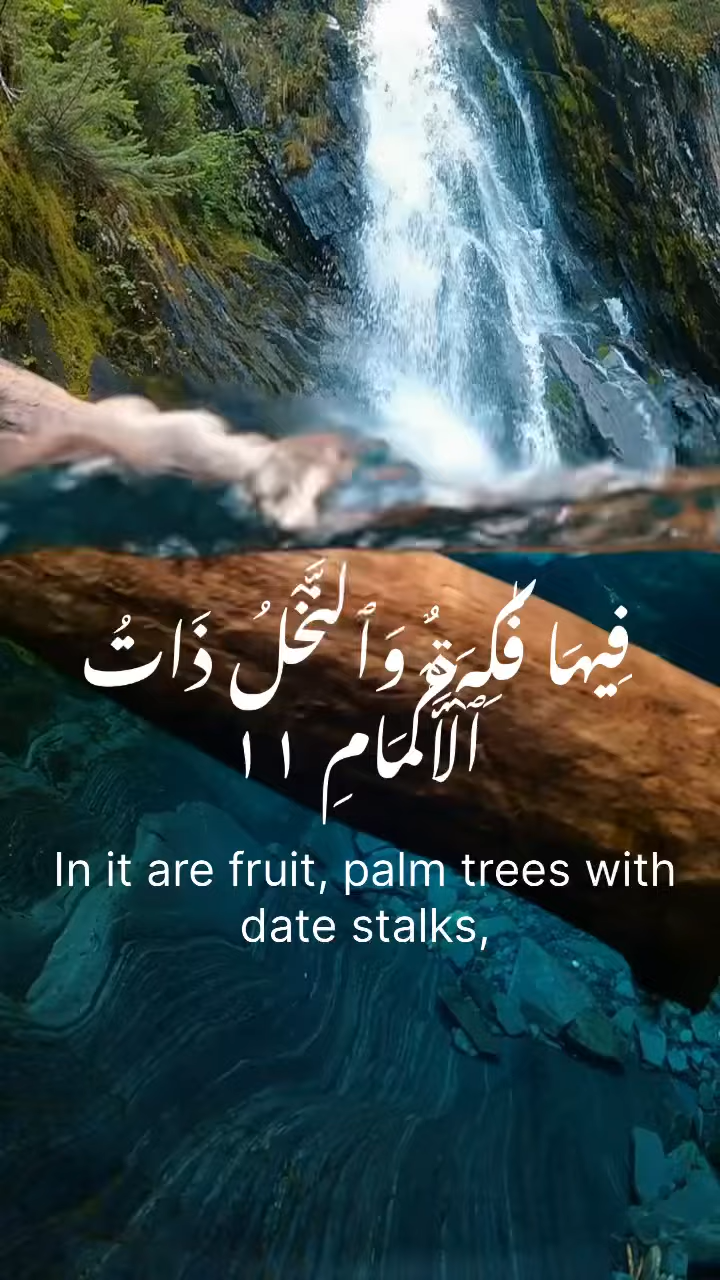 فِيهَا فَٰكِهَةٌ وَٱلنَّخْلُ ذَاتُ
ٱلْأَكْمَامِ ١١
In it are fruit, palm trees with
date stalks,